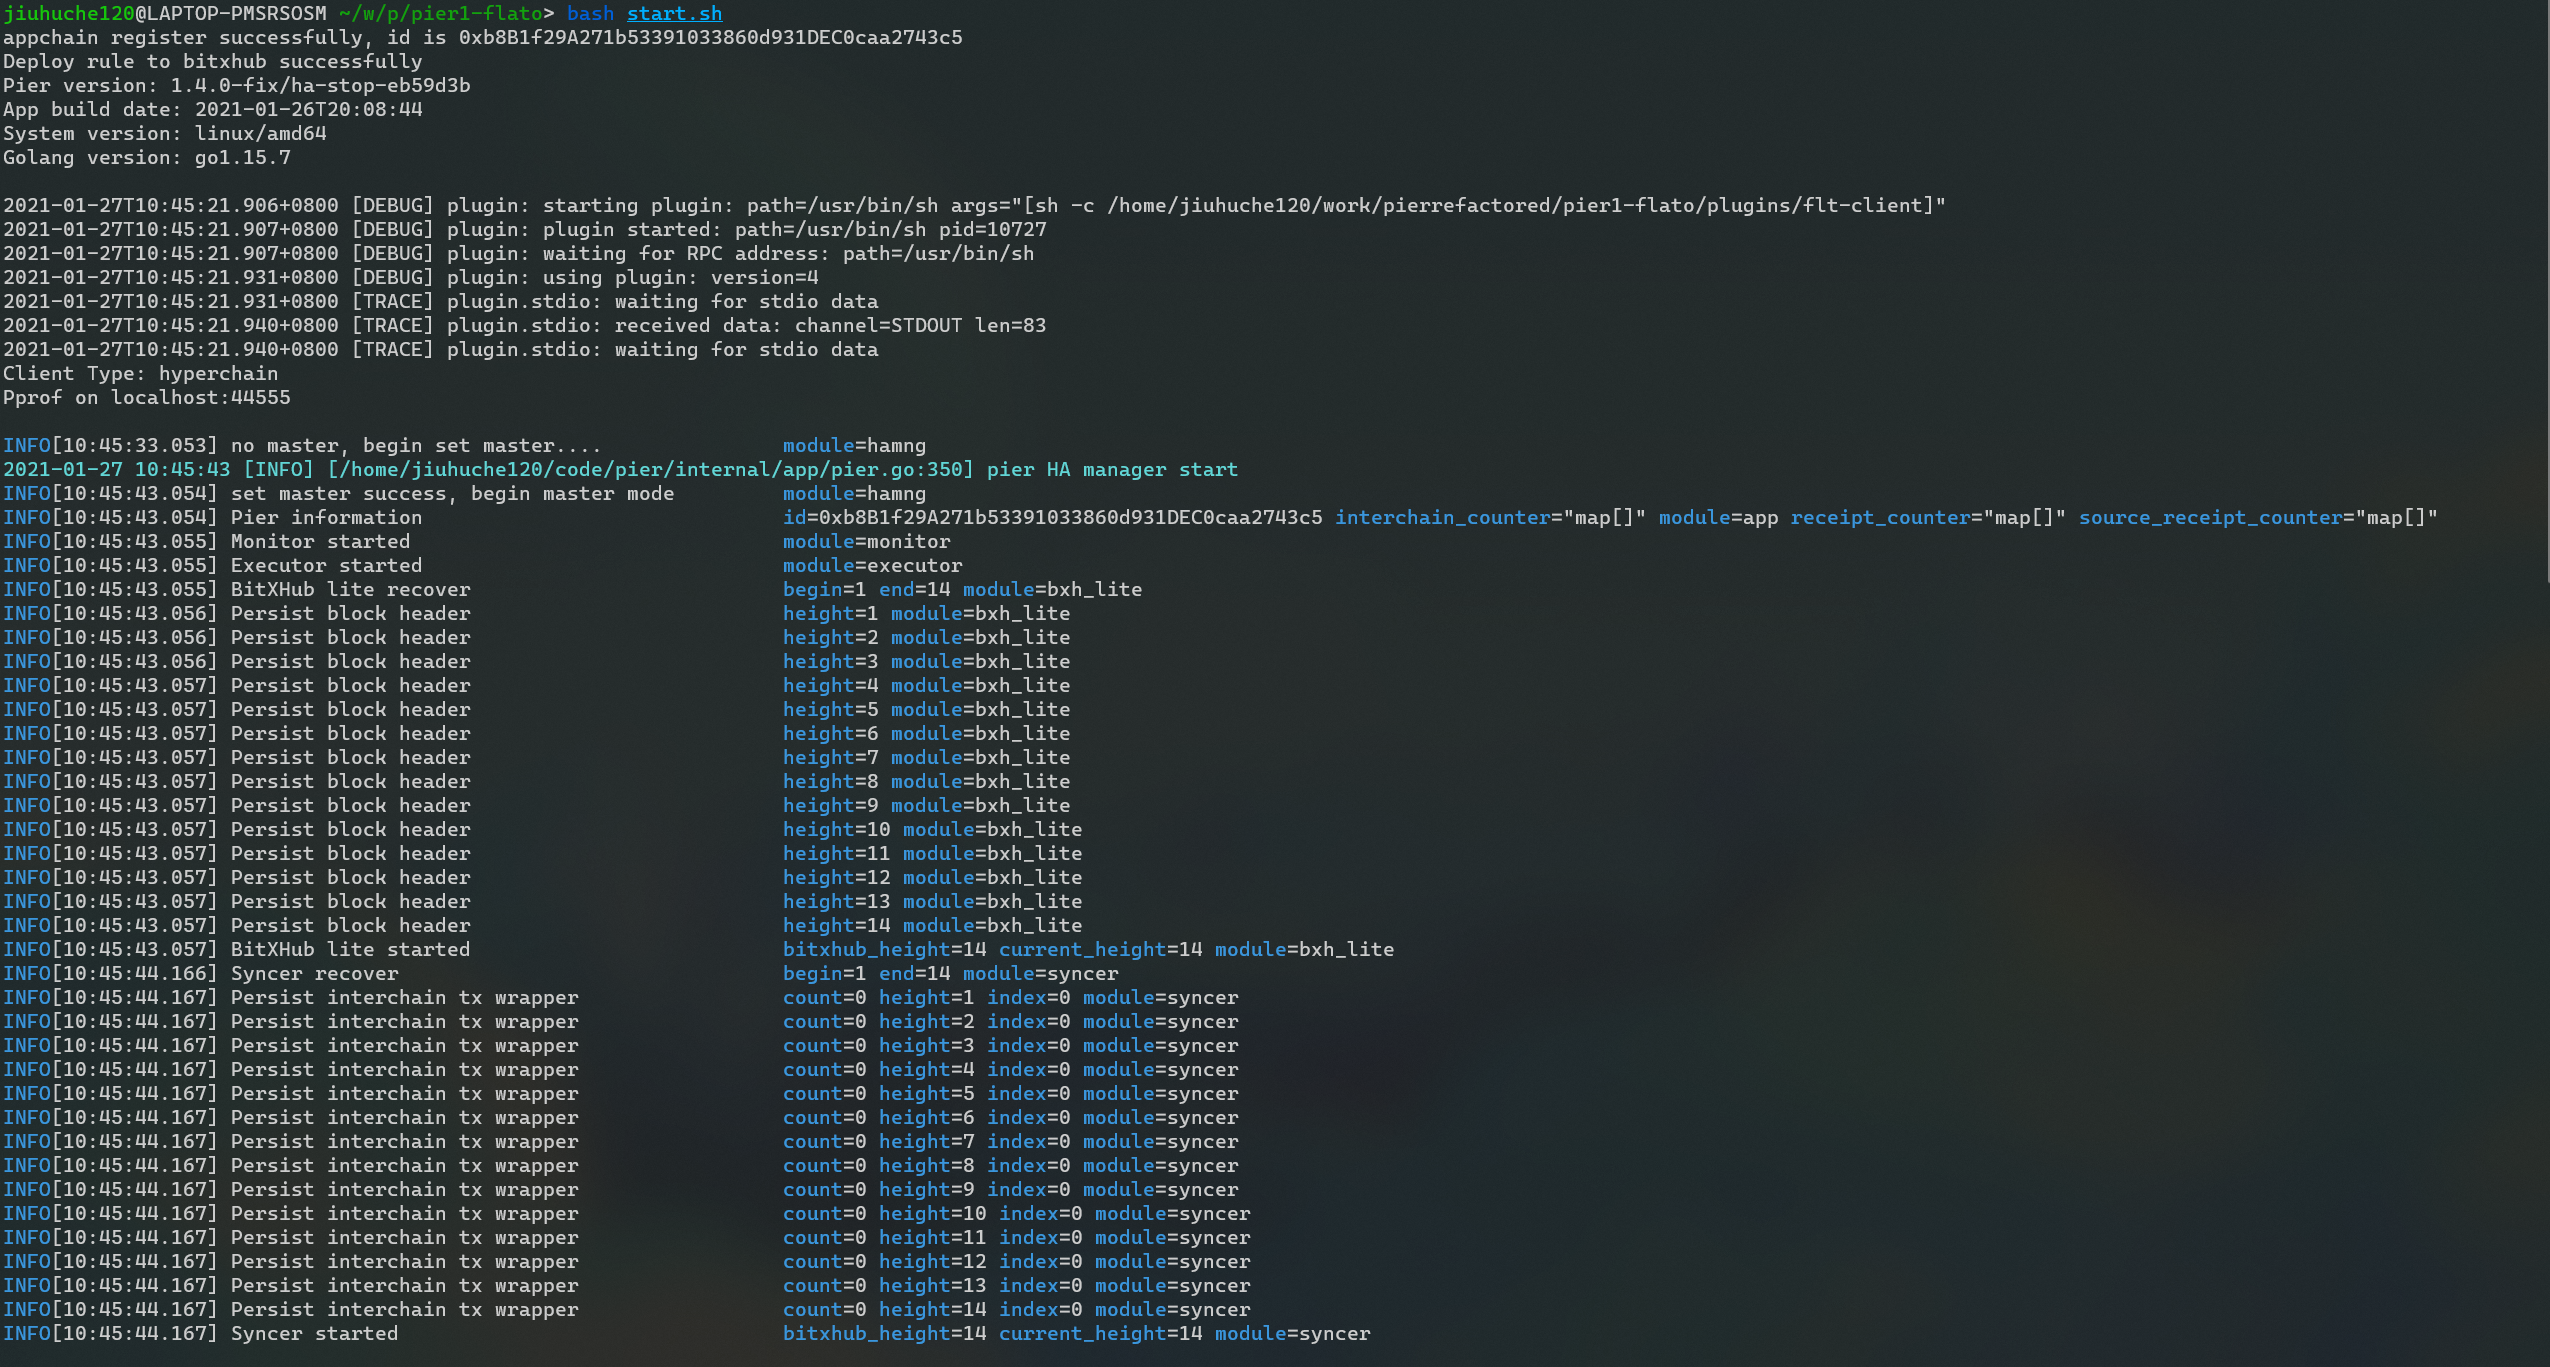 jiuhuche120@LAPTOP-PMSRSOSM ~/w/p/pier1-flato> bash start.sh
appchain register successfully, id is 0xb8B1f29A271b53391033860d931DEC0caa2743c5
Deploy rule to bitxhub successfully
Pier version: 1.4.0-fix/ha-stop-eb59d3b
App build date: 2021-01-26T20:08:44
System version: linux/amd64
Golang version: go1.15.7
2021-01-27T10:45:21.906+0800 [DEBUG] plugin: starting plugin: path=/usr/bin/sh args="[sh -c /home/jiuhuche120/work/pierrefactored/pier1-flato/plugins/flt-client]"
2021-01-27T10:45:21.907+0800 [DEBUG] plugin: plugin started: path=/usr/bin/sh pid=10727
2021-01-27T10:45:21.907+0800 [DEBUG] plugin: waiting for RPC address: path=/usr/bin/sh
2021-01-27T10:45:21.931+0800 [DEBUG] plugin: using plugin: version=4
2021-01-27T10:45:21.931+0800 [TRACE] plugin.stdio: waiting for stdio data
2021-01-27T10:45:21.940+0800 [TRACE] plugin.stdio: received data: channel=STDOUT len=83
2021-01-27T10:45:21.940+0800 [TRACE] plugin.stdio: waiting for stdio data
Client Type: hyperchain
Pprof on localhost:44555
INFO[10:45:33.053] no master, begin set master.... module=hamng
2021-01-27 10:45:43 [INFO] [/home/jiuhuche120/code/pier/internal/app/pier.go:350] pier HA manager start
INFO[10:45:43.054] set master success, begin master mode module=hamng
INFO[10:45:43.054] Pier information id=0xb8B1f29A271b53391033860d931DEC0caa2743c5 interchain_counter="map[]" module=app receipt_counter="map[]" source_receipt_counter="map[]"
INFO[10:45:43.055] Monitor started module=monitor
INFO[10:45:43.055] Executor started module=executor
INFO[10:45:43.055] BitXHub lite recover begin=1 end=14 module=bxh_lite
INFO[10:45:43.056] Persist block header height=1 module=bxh_lite
INFO[10:45:43.056] Persist block header height=2 module=bxh_lite
INFO[10:45:43.056] Persist block header height=3 module=bxh_lite
INFO[10:45:43.057] Persist block header height=4 module=bxh_lite
INFO[10:45:43.057] Persist block header height=5 module=bxh_lite
INFO[10:45:43.057] Persist block header height=6 module=bxh_lite
INFO[10:45:43.057] Persist block header height=7 module=bxh_lite
INFO[10:45:43.057] Persist block header height=8 module=bxh_lite
INFO[10:45:43.057] Persist block header height=9 module=bxh_lite
INFO[10:45:43.057] Persist block header height=10 module=bxh_lite
INFO[10:45:43.057] Persist block header height=11 module=bxh_lite
INFO[10:45:43.057] Persist block header height=12 module=bxh_lite
INFO[10:45:43.057] Persist block header height=13 module=bxh_lite
INFO[10:45:43.057] Persist block header height=14 module=bxh_lite
INFO[10:45:43.057] BitXHub lite started bitxhub_height=14 current_height=14 module=bxh_lite
INFO[10:45:44.166] Syncer recover begin=1 end=14 module=syncer
INFO[10:45:44.167] Persist interchain tx wrapper count=0 height=1 index=0 module=syncer
INFO[10:45:44.167] Persist interchain tx wrapper count=0 height=2 index=0 module=syncer
INFO[10:45:44.167] Persist interchain tx wrapper count=0 height=3 index=0 module=syncer
INFO[10:45:44.167] Persist interchain tx wrapper count=0 height=4 index=0 module=syncer
INFO[10:45:44.167] Persist interchain tx wrapper count=0 height=5 index=0 module=syncer
INFO[10:45:44.167] Persist interchain tx wrapper count=0 height=6 index=0 module=syncer
INFO[10:45:44.167] Persist interchain tx wrapper count=0 height=7 index=0 module=syncer
INFO[10:45:44.167] Persist interchain tx wrapper count=0 height=8 index=0 module=syncer
INFO[10:45:44.167] Persist interchain tx wrapper count=0 height=9 index=0 module=syncer
INFO[10:45:44.167] Persist interchain tx wrapper count=0 height=10 index=0 module=syncer
INFO[10:45:44.167] Persist interchain tx wrapper count=0 height=11 index=0 module=syncer
INFO[10:45:44.167] Persist interchain tx wrapper count=0 height=12 index=0 module=syncer
INFO[10:45:44.167] Persist interchain tx wrapper count=0 height=13 index=0 module=syncer
INFO[10:45:44.167] Persist interchain tx wrapper count=0 height=14 index=0 module=syncer
INFO[10:45:44.167] Syncer started bitxhub_height=14 current_height=14 module=syncer